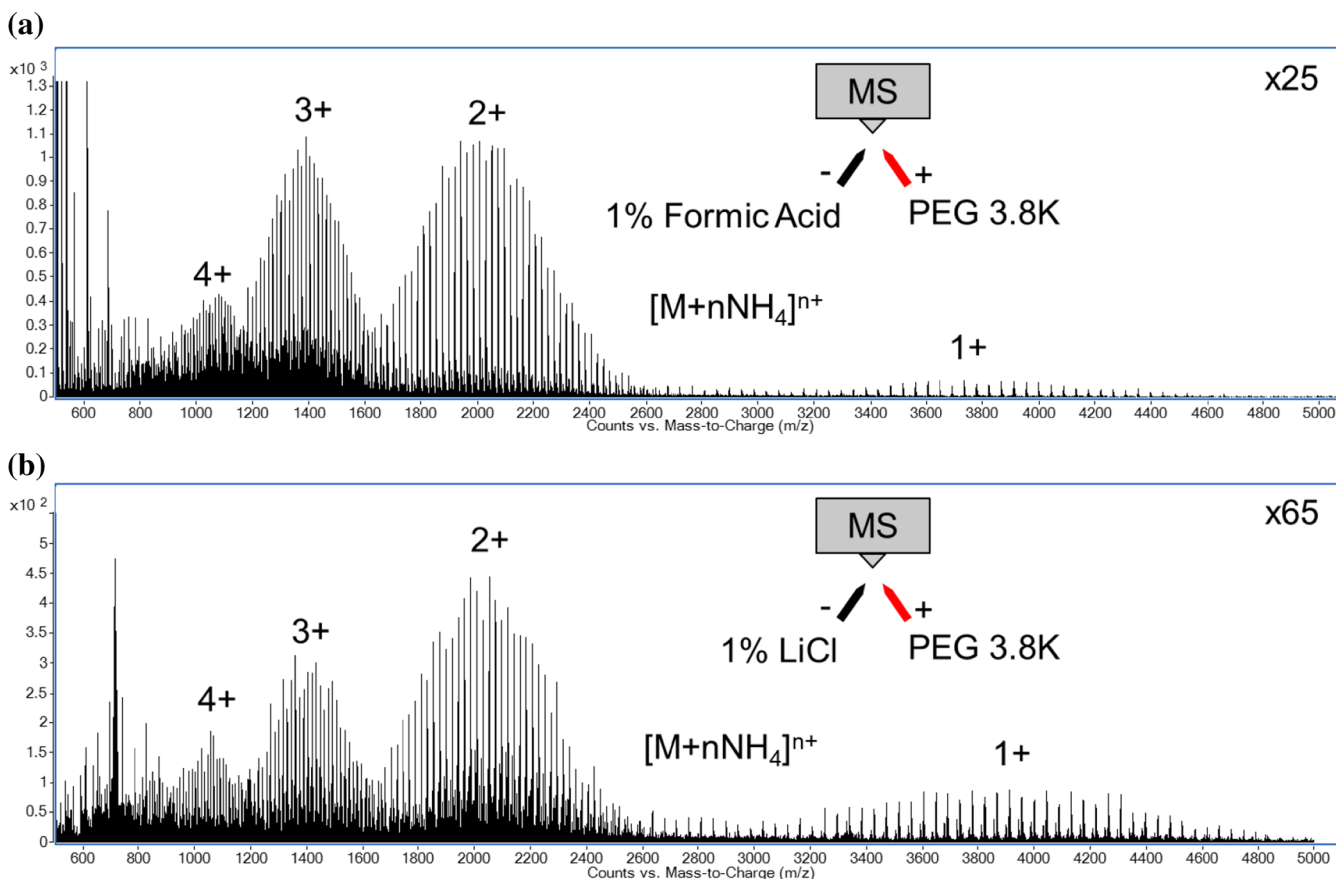 (a)
x10 3
x25
1.3
1.2
1.1
1
0.9
0.8
0.7
0.6
0.5
0.4
0.3
0.2
0.1
0
3+
2+
4+
1+
MS
- +
1% Formic Acid PEG 3.8K
[M+nNH4]n+
600 800 1000 1200 1400 1600 1800 2000 2200 2400 2600 2800 3000 3200 3400 3600 3800 4000 4200 4400 4600 4800 5000
Counts vs. Mass-to-Charge (m/z)
(b)
x10 2
x65
5
4.5
4
3.5
3
2.5
2
1.5
1
0.5
0
2+
3+
4+
1+
MS
- +
1% LiCl PEG 3.8K
[M+nNH4]n+
600 800 1000 1200 1400 1600 1800 2000 2200 2400 2600 2800 3000 3200 3400 3600 3800 4000 4200 4400 4600 4800 5000
Counts vs. Mass-to-Charge (m/z)